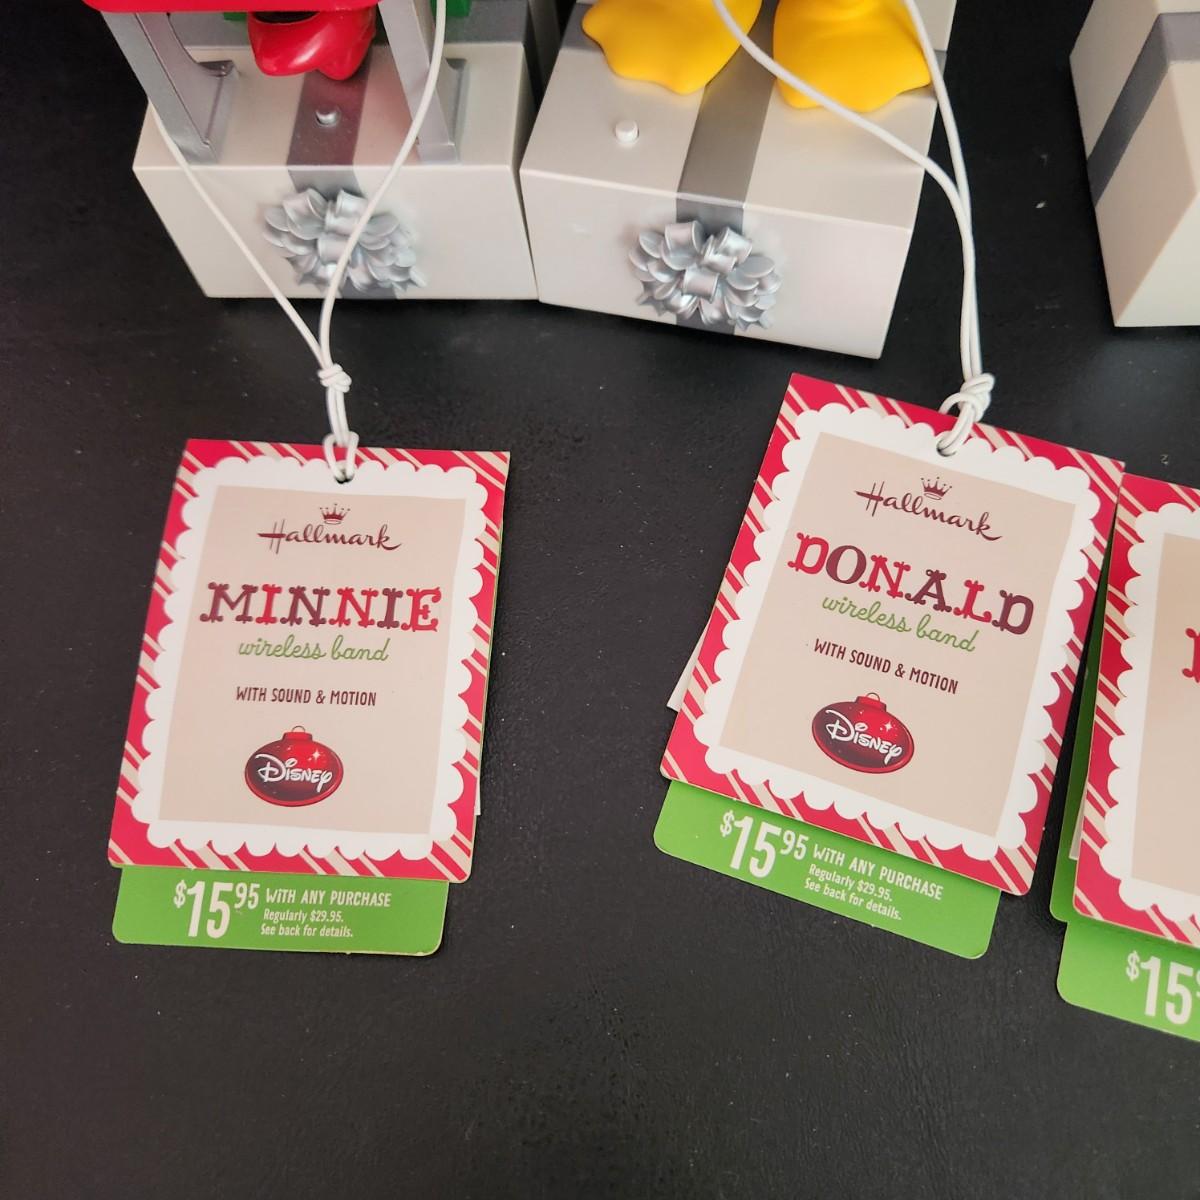 Hallmark
MINNIE
wireless band
WITH SOUND & MOTION
Disney
$15.95 WITH ANY PURCHASE
Regularly $29.95.
See back for details.
Hallmark
DONALD
wireless band
WITH SOUND & MOTION
Disney
$15.95 WITH ANY PURCHASE
Regularly $29.95.
See back for details.
$15